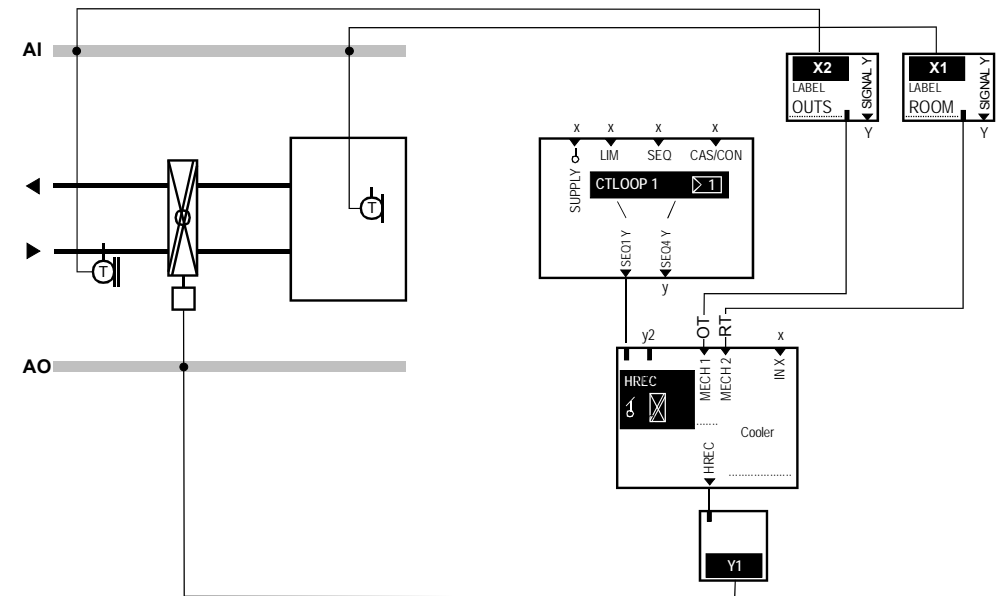 AI
X2
LABEL
OUTS
SIGNAL Y
Y
X1
LABEL
ROOM
SIGNAL Y
Y
x x x x
SUPPLY
LIM SEQ CAS/CON
CTLOOP 1 1
T
T
SEQ1 Y
SEQ4 Y
y
OT
RT
y2
x
AO
HREC
MECH 1
MECH 2
IN X
Cooler
HREC
Y1